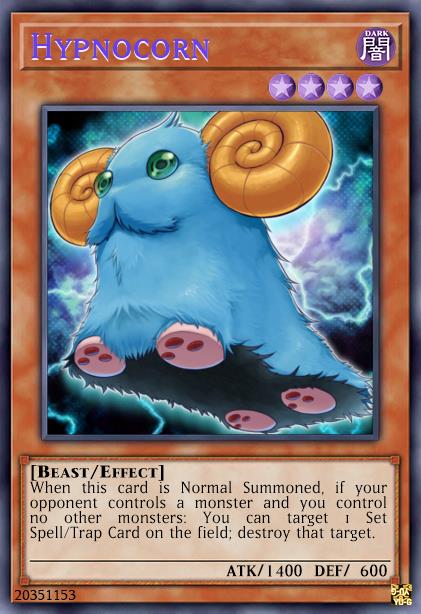 Hypnocorn
DARK
闇
[Beast/Effect]
When this card is Normal Summoned, if your
opponent controls a monster and you control
no other monsters: You can target 1 Set
Spell/Trap Card on the field; destroy that target.
ATK/1400 DEF/ 600
20351153